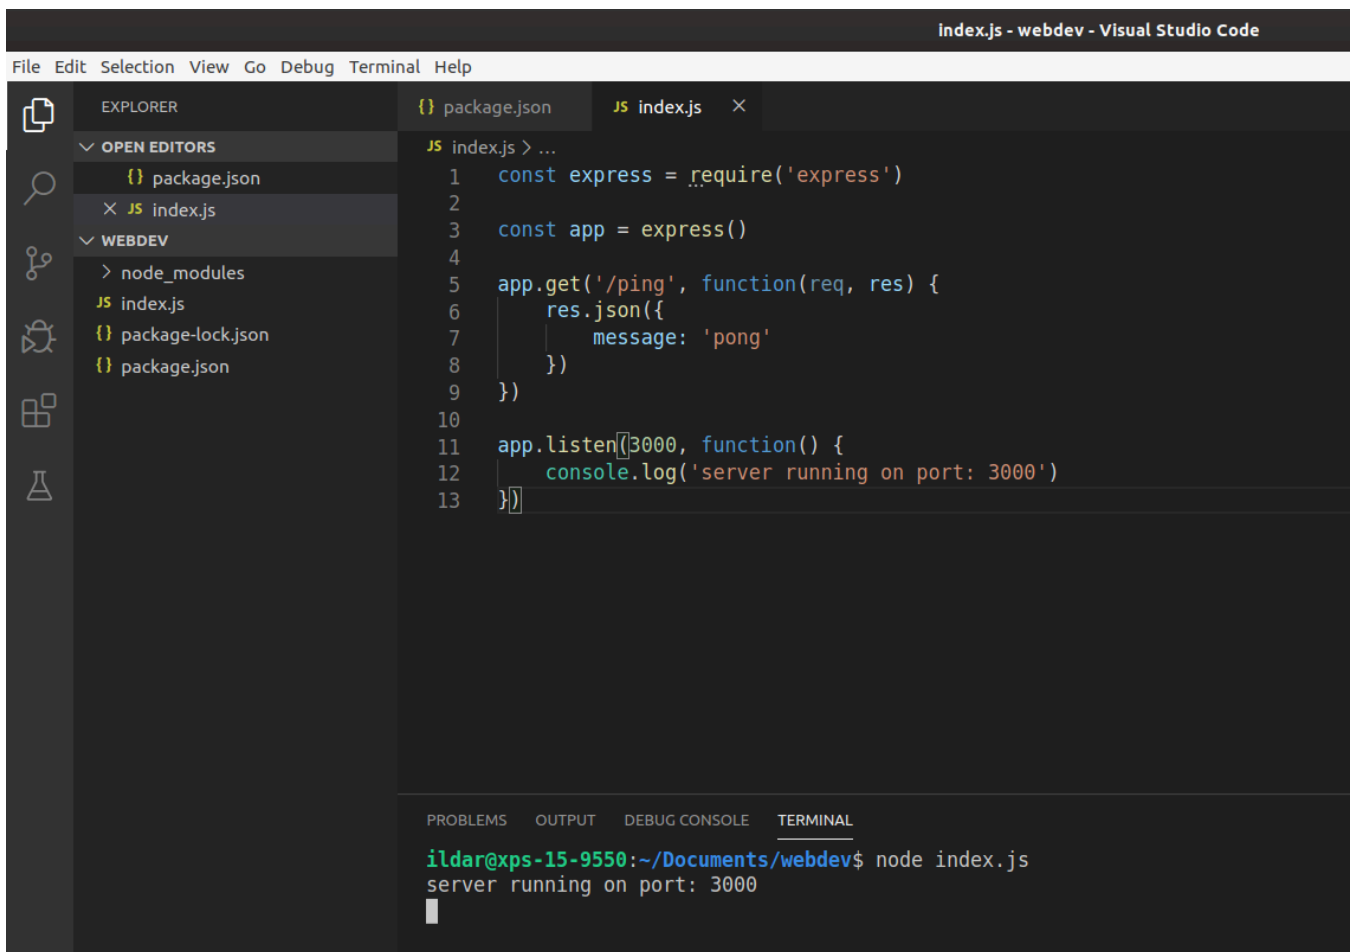 index.js - webdev - Visual Studio Code
File Edit Selection View Go Debug Terminal Help
EXPLORER
OPEN EDITORS
{} package.json
JS index.js
WEBDEV
node_modules
JS index.js
{} package-lock.json
{} package.json
{} package.json JS index.js
JS index.js > ...
1 const express = require('express')
2
3 const app = express()
4
5 app.get('/ping', function(req, res) {
6     res.json({
7         message: 'pong'
8     })
9 })
10
11 app.listen(3000, function() {
12     console.log('server running on port: 3000')
13 })
PROBLEMS OUTPUT DEBUG CONSOLE TERMINAL
ildar@xps-15-9550:~/Documents/webdev$ node index.js
server running on port: 3000